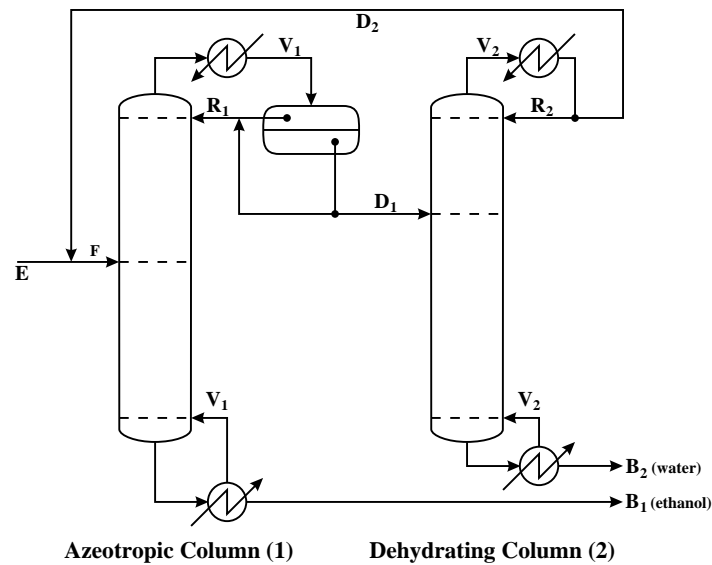 D₂
V₁
V₂
R₁
R₂
D₁
F
E
V₁
V₂
B₂ (water)
B₁ (ethanol)
Azeotropic Column (1)
Dehydrating Column (2)